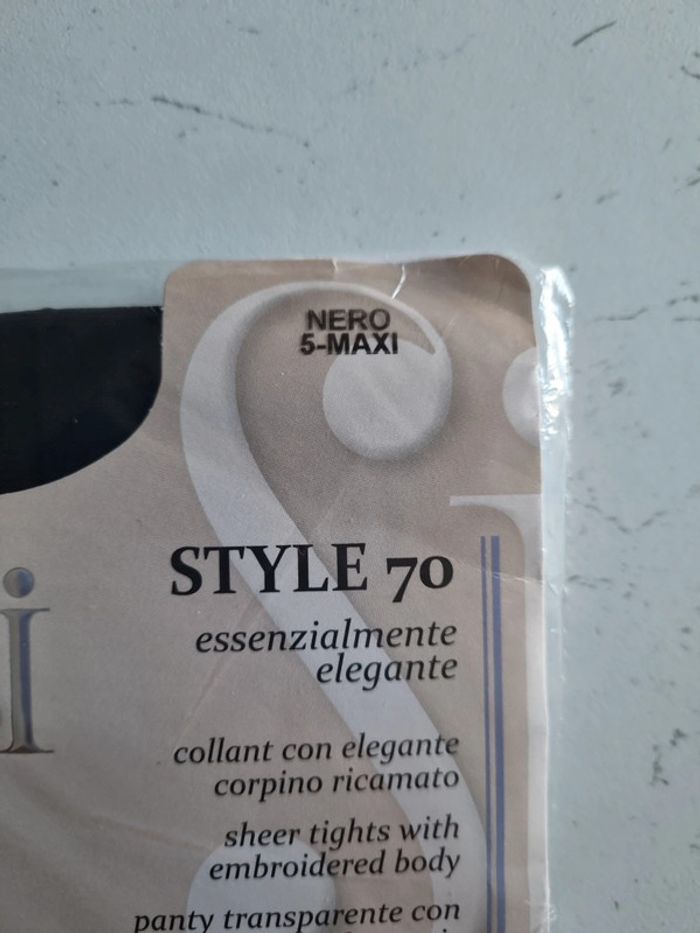 NERO
5-MAXI
STYLE 70
essenzialmente
elegante
collant con elegante
corpino ricamato
sheer tights with
embroidered body
panty transparente con